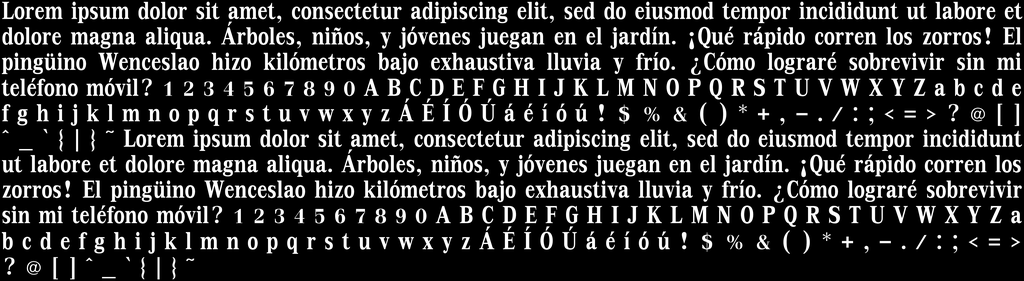 Lorem ipsum dolor sit amet, consectetur adipiscing elit, sed do eiusmod tempor incididunt ut labore et
dolore magna aliqua. Árboles, niños, y jóvenes juegan en el jardín. ¡Qué rápido corren los zorros! El
pingüino Wenceslao hizo kilómetros bajo exhaustiva lluvia y frío. ¿Cómo lograré sobrevivir sin mi
teléfono móvil? 1 2 3 4 5 6 7 8 9 0 A B C D E F G H I J K L M N O P Q R S T U V W X Y Z a b c d e
f g h i j k l m n o p q r s t u v w x y z Á É Í Ó Ú á é í ó ú ! $ % & ( ) * + , – . / : ; < = > ? @ [ ]
ˆ _ ` { | } ~ Lorem ipsum dolor sit amet, consectetur adipiscing elit, sed do eiusmod tempor incididunt
ut labore et dolore magna aliqua. Árboles, niños, y jóvenes juegan en el jardín. ¡Qué rápido corren los
zorros! El pingüino Wenceslao hizo kilómetros bajo exhaustiva lluvia y frío. ¿Cómo lograré sobrevivir
sin mi teléfono móvil? 1 2 3 4 5 6 7 8 9 0 A B C D E F G H I J K L M N O P Q R S T U V W X Y Z a
b c d e f g h i j k l m n o p q r s t u v w x y z Á É Í Ó Ú á é í ó ú ! $ % & ( ) * + , – . / : ; < = >
? @ [ ] ˆ _ ` } | } ~